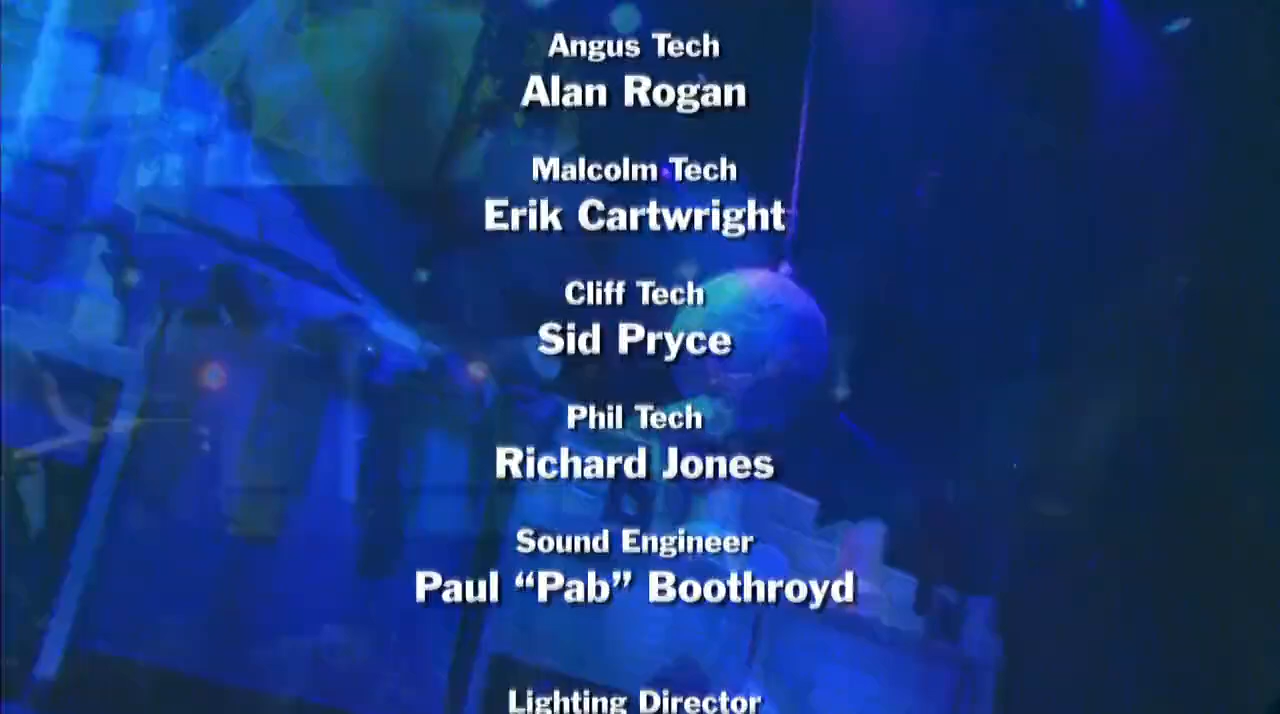 Angus Tech
Alan Rogan
Malcolm Tech
Erik Cartwright
Cliff Tech
Sid Pryce
Phil Tech
Richard Jones
Sound Engineer
Paul “Pab” Boothroyd
Lighting Director